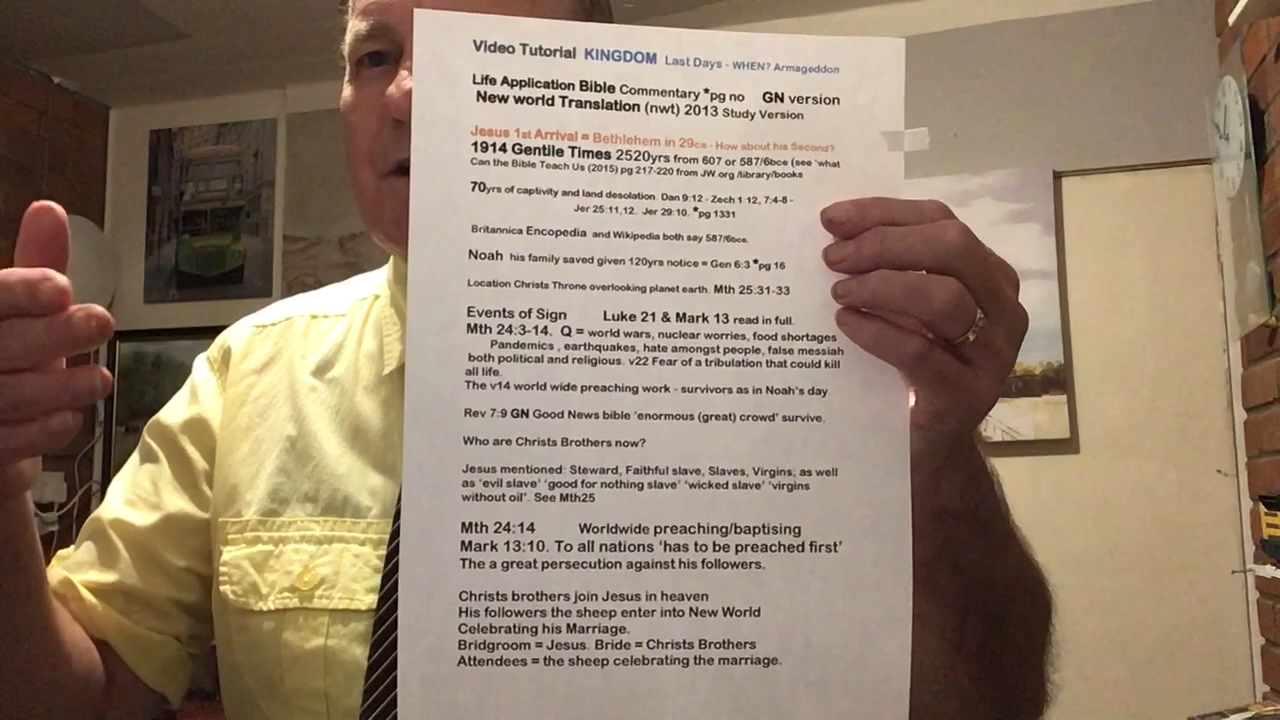 Video Tutorial KINGDOM Last Days - WHEN? Armageddon
Life Application Bible Commentary *pg no GN version
New world Translation (nwt) 2013 Study Version
Jesus 1st Arrival = Bethlehem in 29ce - How about his Second?
1914 Gentile Times 2520yrs from 607 or 587/6bce (see 'what
Can the Bible Teach Us (2015) pg 217-220 from JW.org /library/books
70yrs of captivity and land desolation. Dan 9:12 - Zech 1:12, 7:4-8 -
Jer 25:11,12. Jer 29:10. *pg 1331
Britannica Encopedia and Wikipedia both say 587/6bce.
Noah his family saved given 120yrs notice = Gen 6:3 *pg 16
Location Christs Throne overlooking planet earth. Mth 25:31-33
Events of Sign Luke 21 & Mark 13 read in full.
Mth 24:3-14. Q = world wars, nuclear worries, food shortages
Pandemics , earthquakes, hate amongst people, false messiah
both political and religious. v22 Fear of a tribulation that could kill
all life.
The v14 world wide preaching work - survivors as in Noah's day
Rev 7:9 GN Good News bible 'enormous (great) crowd' survive.
Who are Christs Brothers now?
Jesus mentioned: Steward, Faithful slave, Slaves, Virgins, as well
as 'evil slave' 'good for nothing slave' 'wicked slave' 'virgins
without oil'. See Mth25
Mth 24:14 Worldwide preaching/baptising
Mark 13:10. To all nations 'has to be preached first'
The a great persecution against his followers.
Christs brothers join Jesus in heaven
His followers the sheep enter into New World
Celebrating his Marriage.
Bridgroom = Jesus. Bride = Christs Brothers
Attendees = the sheep celebrating the marriage.